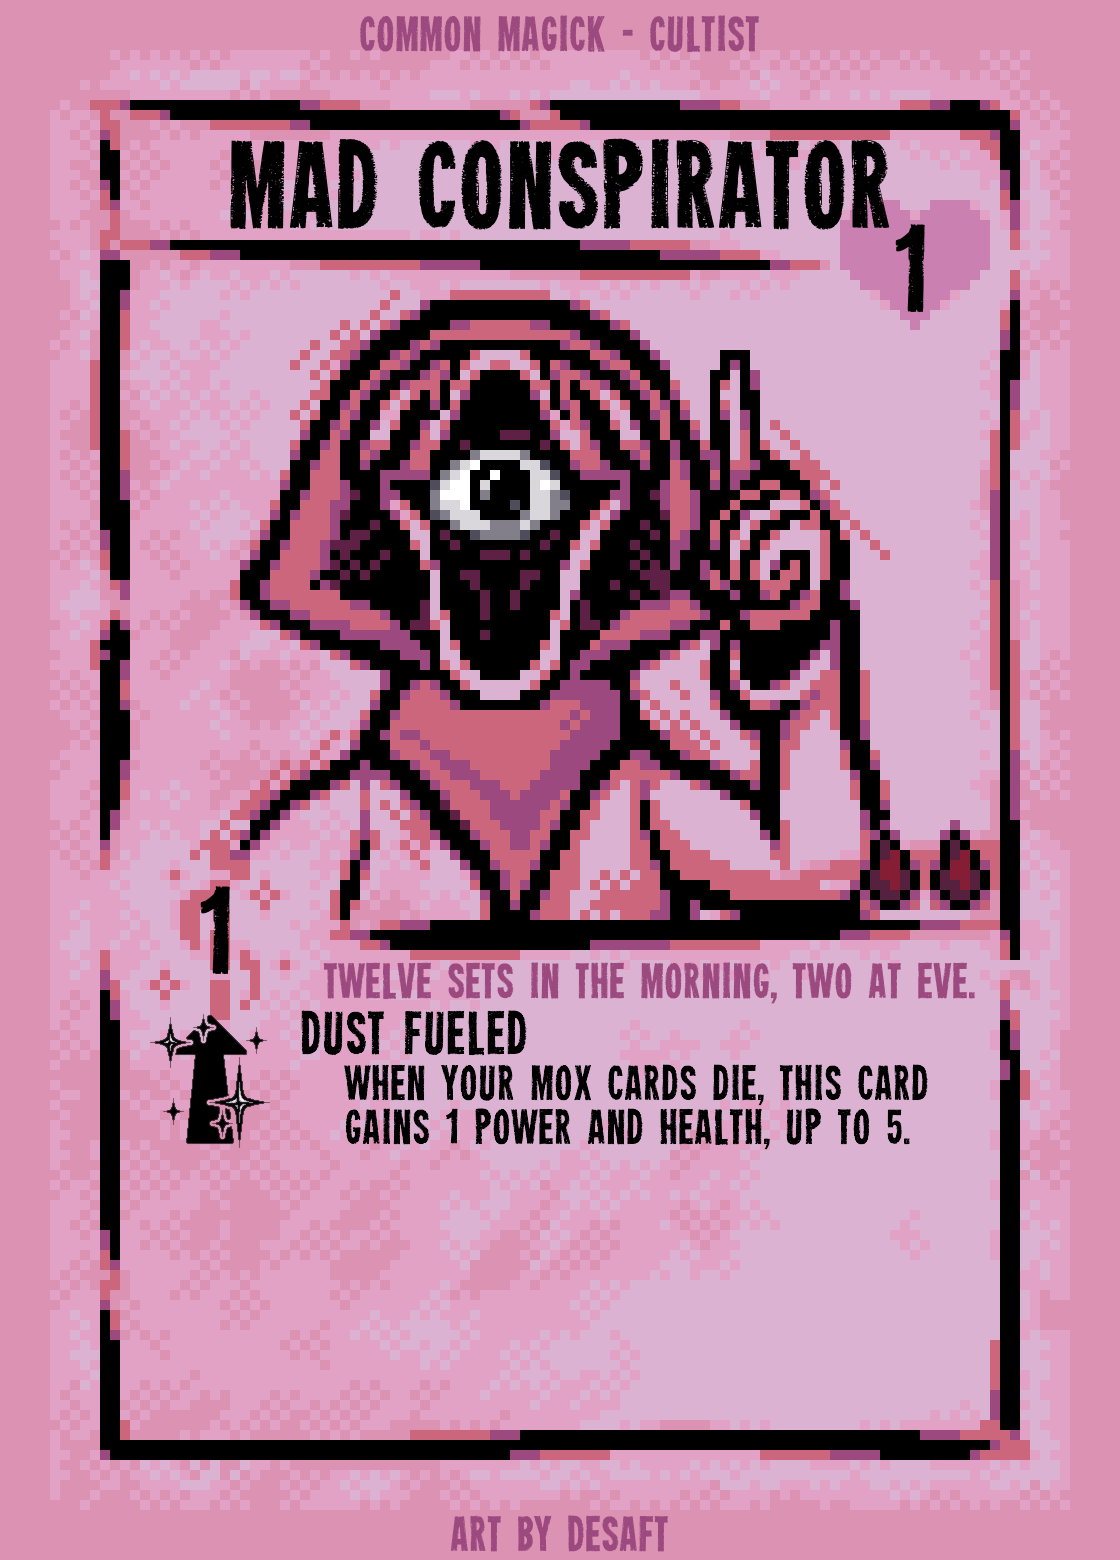 COMMON MAGICK - CULTIST
MAD CONSPIRATOR
1
1
TWELVE SETS IN THE MORNING, TWO AT EVE.
DUST FUELED
WHEN YOUR MOX CARDS DIE, THIS CARD
GAINS 1 POWER AND HEALTH, UP TO 5.
ART BY DESAFT